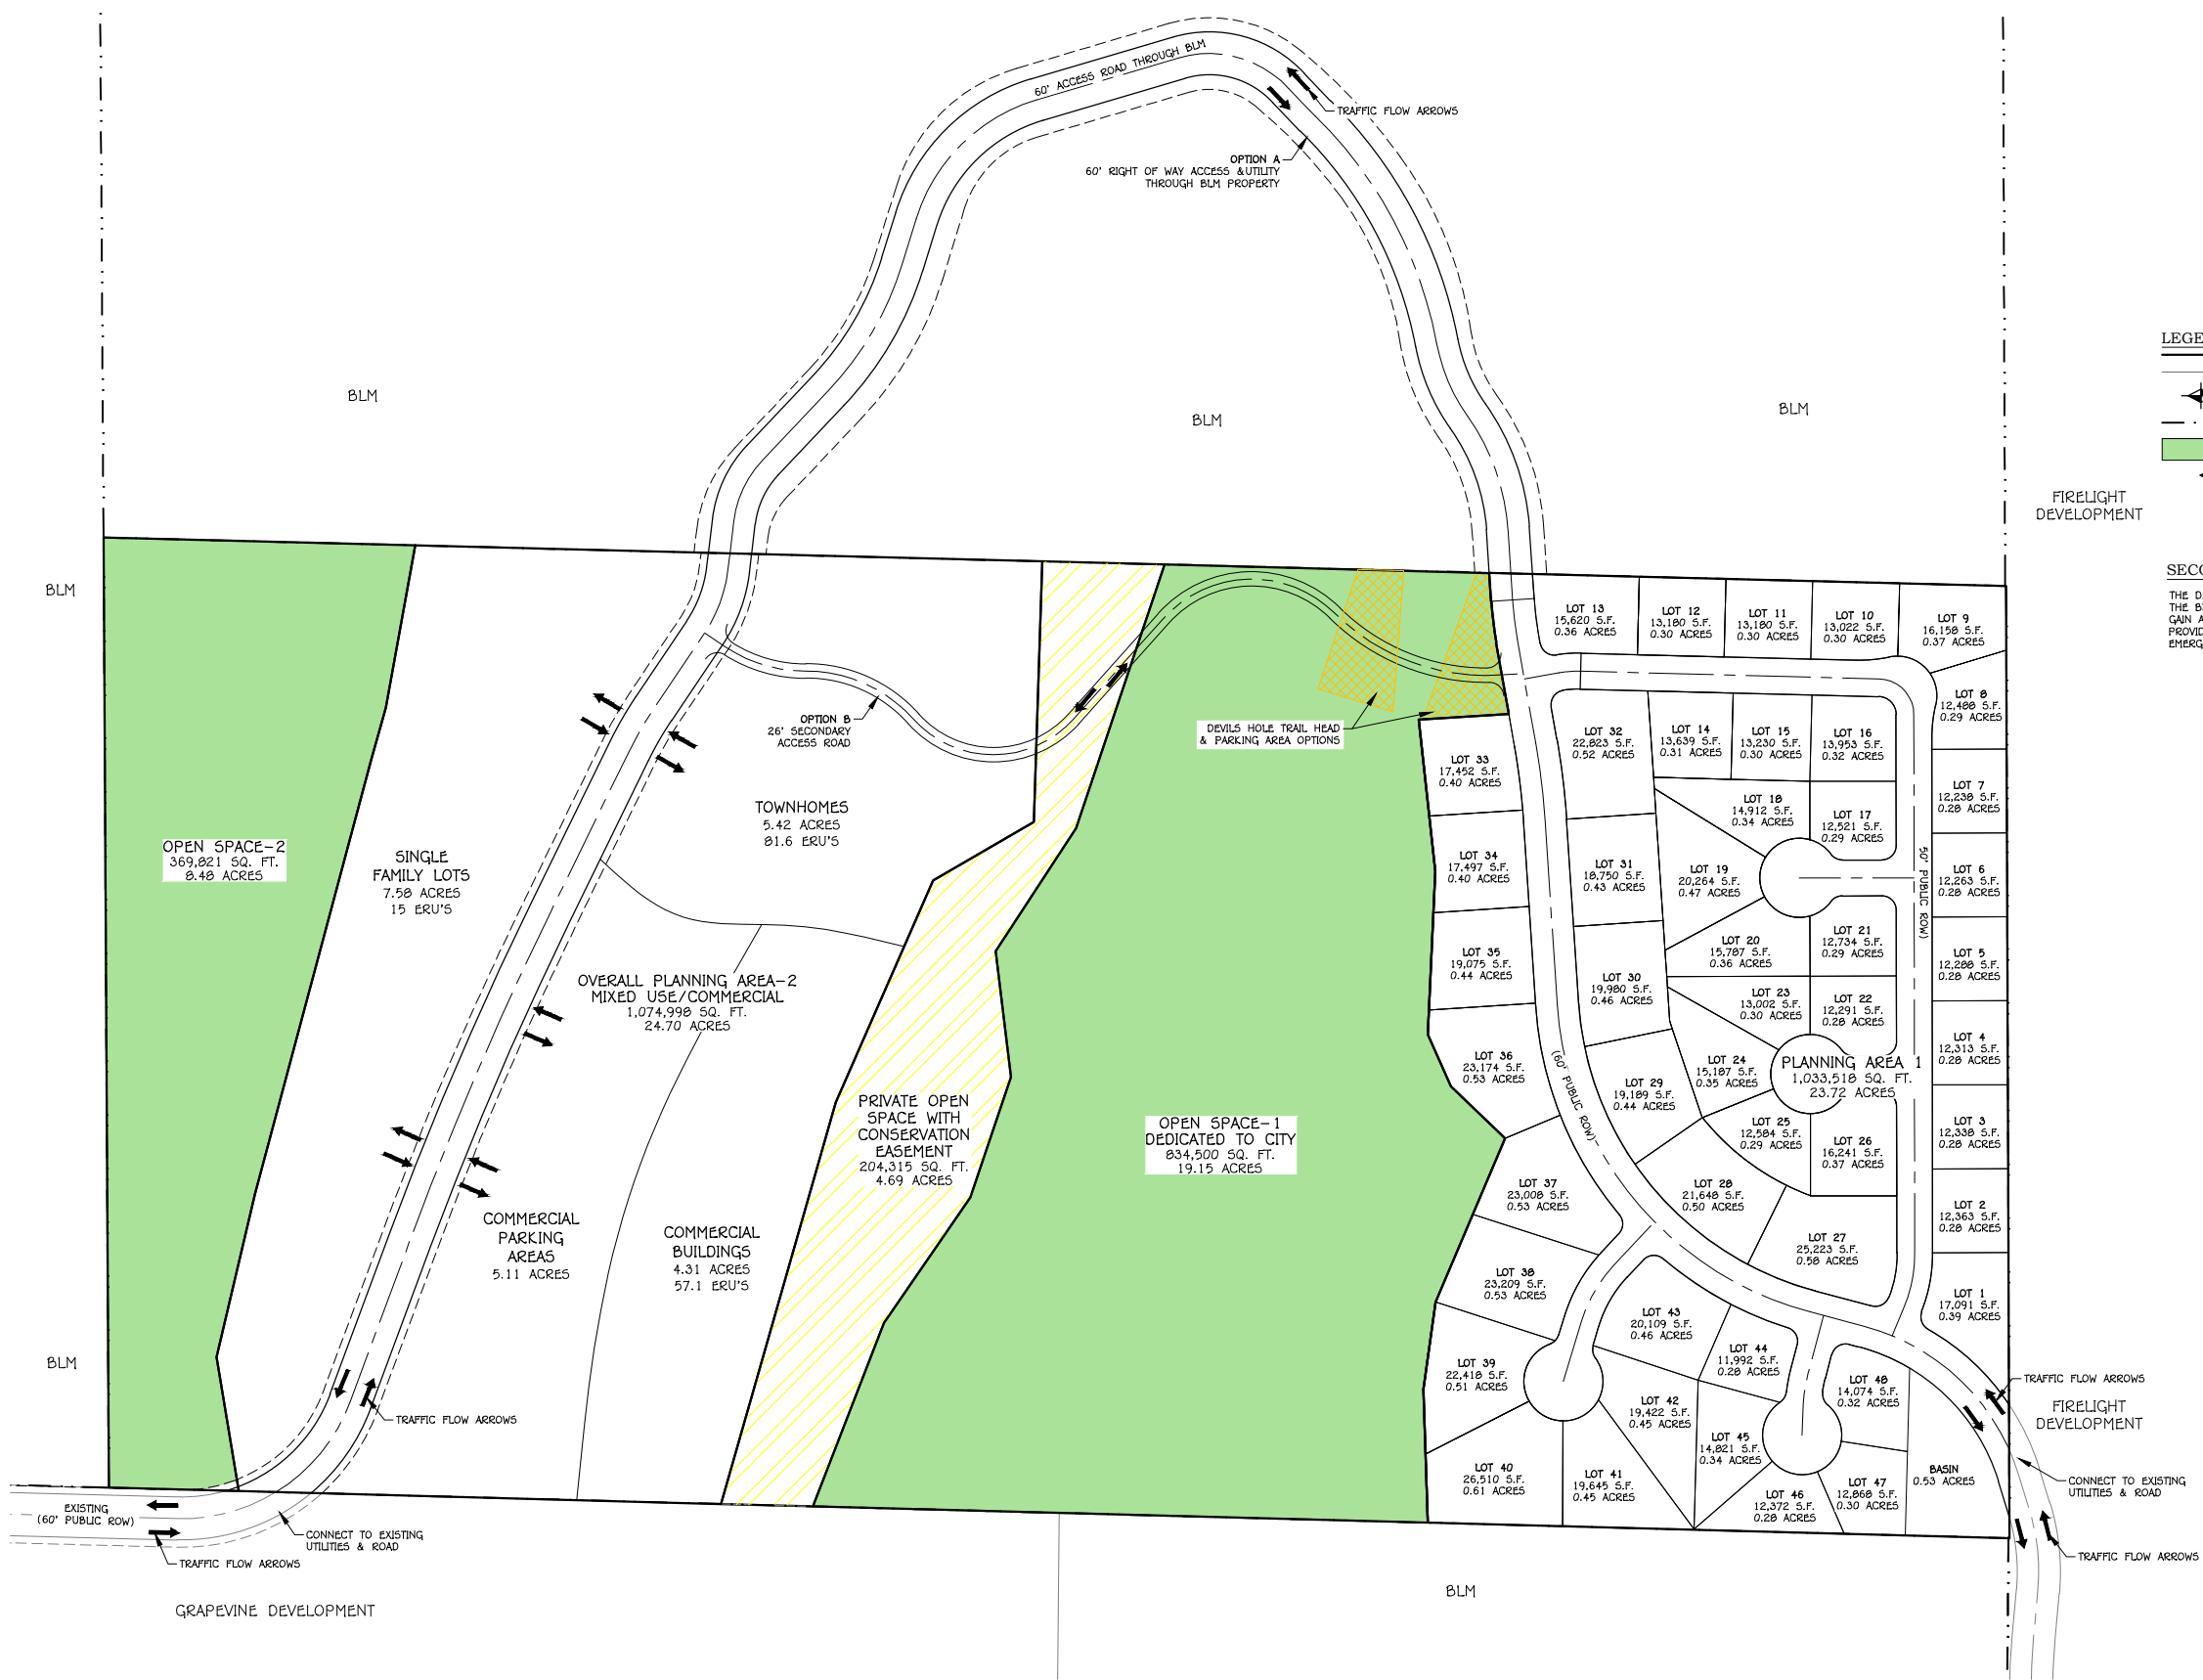 60' ACCESS ROAD THROUGH BLM
TRAFFIC FLOW ARROWS
OPTION A
60' RIGHT OF WAY ACCESS & UTILITY
THROUGH BLM PROPERTY
BLM
BLM
BLM
LEGE
FIRELIGHT
DEVELOPMENT
SECO
THE D
THE B
GAIN A
PROVID
EMERG
BLM
OPEN SPACE-2
369,821 SQ. FT.
8.48 ACRES
SINGLE
FAMILY LOTS
7.58 ACRES
15 ERU'S
OPTION B
26' SECONDARY
ACCESS ROAD
TOWNHOMES
5.42 ACRES
81.6 ERU'S
OVERALL PLANNING AREA-2
MIXED USE/COMMERCIAL
1,074,998 SQ. FT.
24.70 ACRES
COMMERCIAL
PARKING
AREAS
5.11 ACRES
COMMERCIAL
BUILDINGS
4.31 ACRES
57.1 ERU'S
PRIVATE OPEN
SPACE WITH
CONSERVATION
EASEMENT
204,315 SQ. FT.
4.69 ACRES
DEVILS HOLE TRAIL HEAD
& PARKING AREA OPTIONS
OPEN SPACE-1
DEDICATED TO CITY
834,500 SQ. FT.
19.15 ACRES
LOT 13
15,620 S.F.
0.36 ACRES
LOT 12
13,180 S.F.
0.30 ACRES
LOT 11
13,180 S.F.
0.30 ACRES
LOT 10
13,022 S.F.
0.30 ACRES
LOT 9
16,158 S.F.
0.37 ACRES
LOT 8
12,488 S.F.
0.29 ACRES
LOT 7
12,238 S.F.
0.28 ACRES
LOT 6
12,263 S.F.
0.28 ACRES
LOT 5
12,288 S.F.
0.28 ACRES
LOT 4
12,313 S.F.
0.28 ACRES
LOT 3
12,338 S.F.
0.28 ACRES
LOT 2
12,363 S.F.
0.28 ACRES
LOT 1
17,091 S.F.
0.39 ACRES
50' PUBLIC ROW)
LOT 32
22,823 S.F.
0.52 ACRES
LOT 14
13,639 S.F.
0.31 ACRES
LOT 15
13,230 S.F.
0.30 ACRES
LOT 16
13,953 S.F.
0.32 ACRES
LOT 18
14,912 S.F.
0.34 ACRES
LOT 17
12,521 S.F.
0.29 ACRES
LOT 31
18,750 S.F.
0.43 ACRES
LOT 19
20,264 S.F.
0.47 ACRES
LOT 20
15,787 S.F.
0.36 ACRES
LOT 21
12,734 S.F.
0.29 ACRES
LOT 30
19,980 S.F.
0.46 ACRES
LOT 23
13,002 S.F.
0.30 ACRES
LOT 22
12,291 S.F.
0.28 ACRES
PLANNING AREA 1
1,033,518 SQ. FT.
23.72 ACRES
LOT 24
15,187 S.F.
0.35 ACRES
LOT 29
19,189 S.F.
0.44 ACRES
LOT 25
12,584 S.F.
0.29 ACRES
LOT 26
16,241 S.F.
0.37 ACRES
LOT 28
21,648 S.F.
0.50 ACRES
LOT 27
25,223 S.F.
0.58 ACRES
(60' PUBLIC ROW)
LOT 33
17,452 S.F.
0.40 ACRES
LOT 34
17,497 S.F.
0.40 ACRES
LOT 35
19,075 S.F.
0.44 ACRES
LOT 36
23,174 S.F.
0.53 ACRES
LOT 37
23,008 S.F.
0.53 ACRES
LOT 38
23,209 S.F.
0.53 ACRES
LOT 39
22,418 S.F.
0.51 ACRES
LOT 40
26,510 S.F.
0.61 ACRES
LOT 41
19,645 S.F.
0.45 ACRES
LOT 42
19,422 S.F.
0.45 ACRES
LOT 43
20,109 S.F.
0.46 ACRES
LOT 44
11,992 S.F.
0.28 ACRES
LOT 45
14,821 S.F.
0.34 ACRES
LOT 46
12,372 S.F.
0.28 ACRES
LOT 47
12,868 S.F.
0.30 ACRES
LOT 48
14,074 S.F.
0.32 ACRES
BASIN
0.53 ACRES
TRAFFIC FLOW ARROWS
FIRELIGHT
DEVELOPMENT
CONNECT TO EXISTING
UTILITIES & ROAD
TRAFFIC FLOW ARROWS
BLM
TRAFFIC FLOW ARROWS
EXISTING
(60' PUBLIC ROW)
CONNECT TO EXISTING
UTILITIES & ROAD
TRAFFIC FLOW ARROWS
GRAPEVINE DEVELOPMENT
BLM